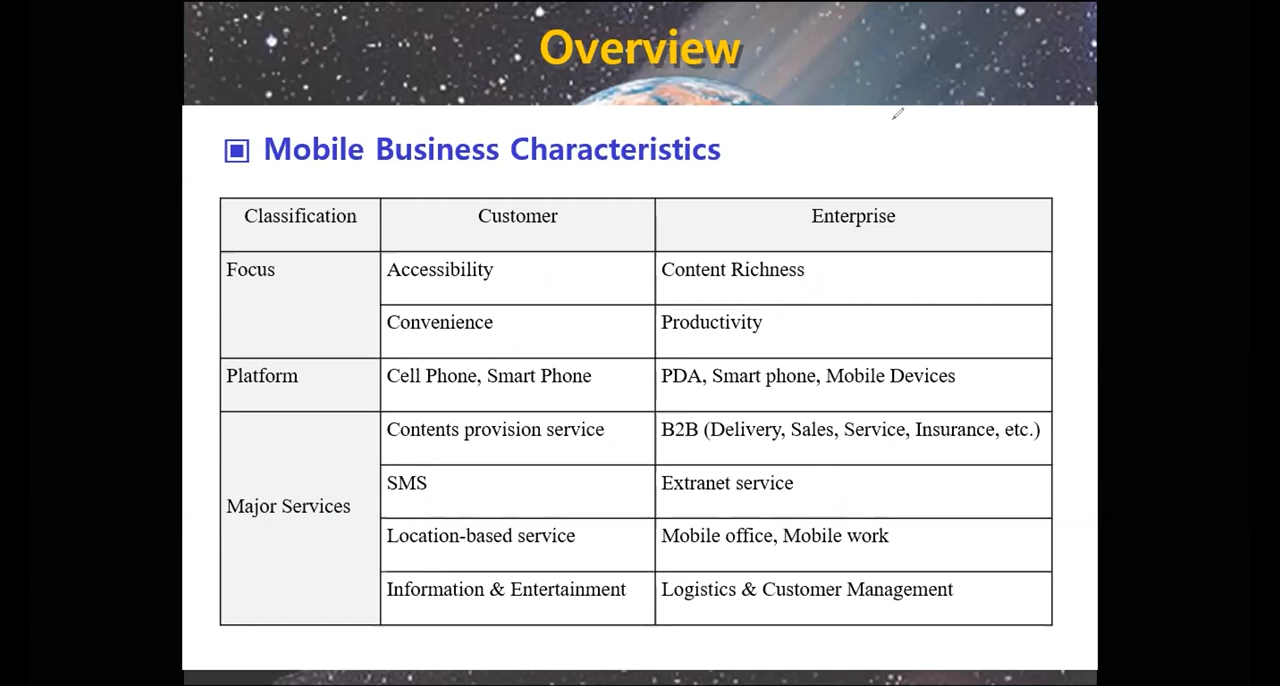 Overview
Mobile Business Characteristics
Classification Customer Enterprise
Focus Accessibility Content Richness
Convenience Productivity
Platform Cell Phone, Smart Phone PDA, Smart phone, Mobile Devices
Contents provision service B2B (Delivery, Sales, Service, Insurance, etc.)
SMS Extranet service
Major Services
Location-based service Mobile office, Mobile work
Information & Entertainment Logistics & Customer Management